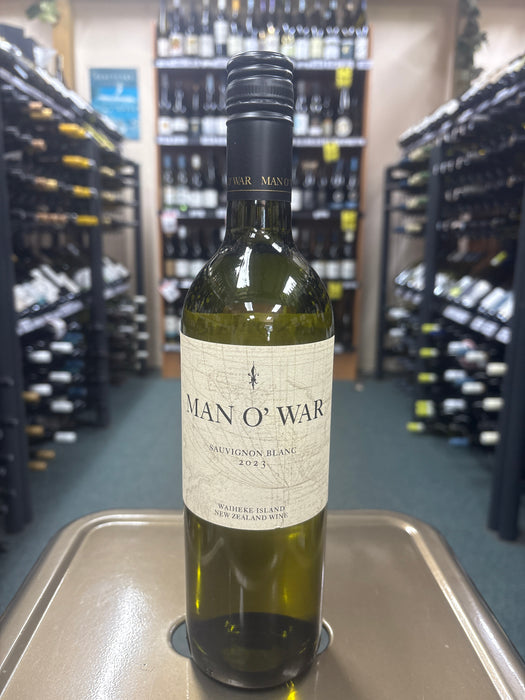 O' WAR · MAN O'
MAN O' WAR
SAUVIGNON BLANC
2023
WAIHEKE ISLAND
NEW ZEALAND WINE